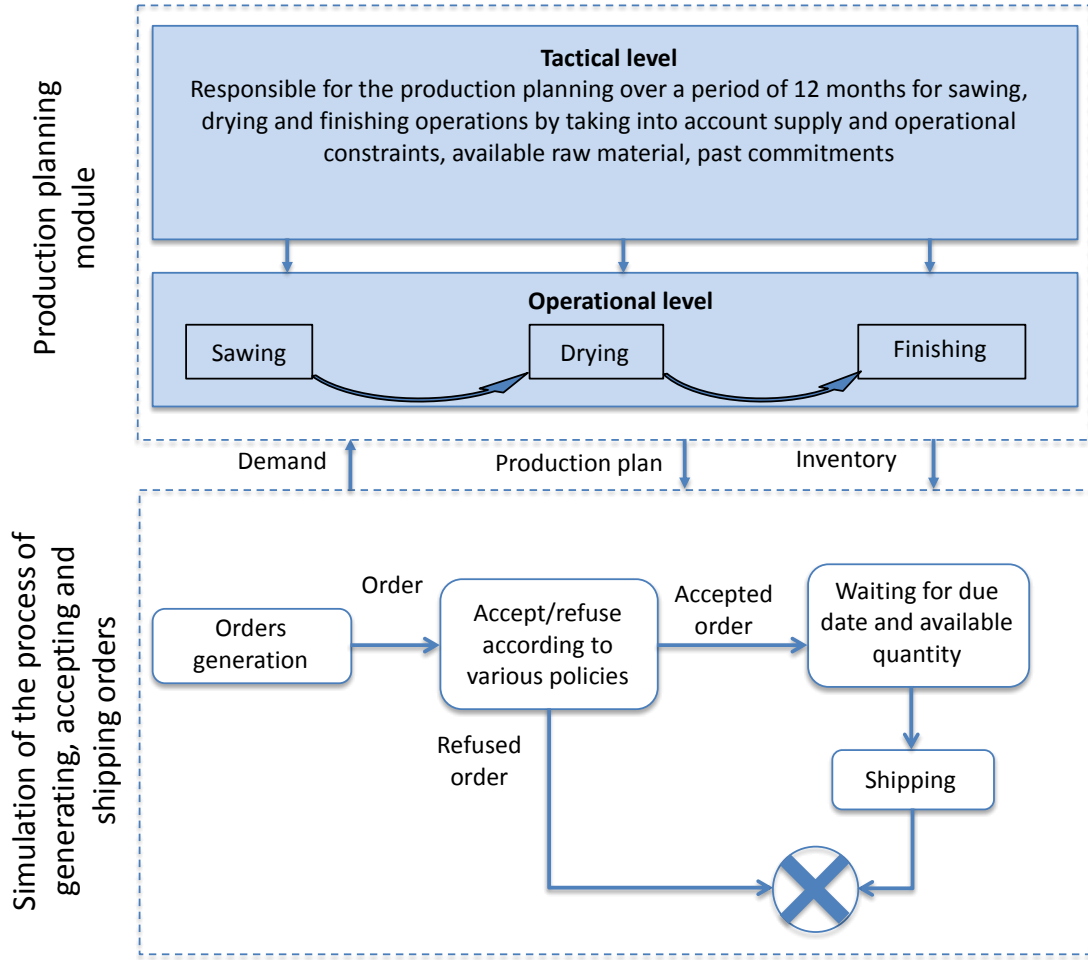 Production planning
module
Tactical level
Responsible for the production planning over a period of 12 months for sawing,
drying and finishing operations by taking into account supply and operational
constraints, available raw material, past commitments
Operational level
Sawing
Drying
Finishing
Demand
Production plan
Inventory
Simulation of the process of
generating, accepting and
shipping orders
Orders
generation
Order
Accept/refuse
according to
various policies
Accepted
order
Waiting for due
date and available
quantity
Refused
order
Shipping